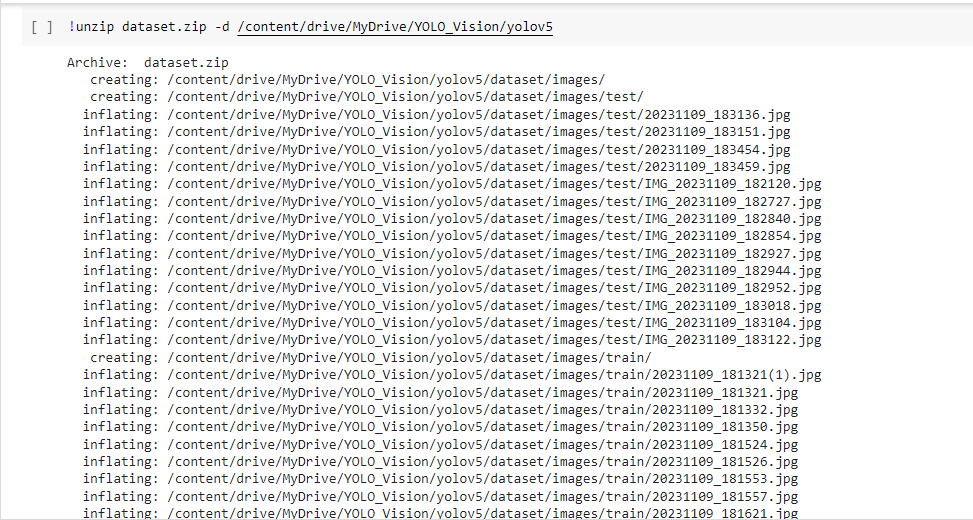 [ ] !unzip dataset.zip -d /content/drive/MyDrive/YOLO_Vision/yolov5
Archive:  dataset.zip
creating: /content/drive/MyDrive/YOLO_Vision/yolov5/dataset/images/
creating: /content/drive/MyDrive/YOLO_Vision/yolov5/dataset/images/test/
inflating: /content/drive/MyDrive/YOLO_Vision/yolov5/dataset/images/test/20231109_183136.jpg
inflating: /content/drive/MyDrive/YOLO_Vision/yolov5/dataset/images/test/20231109_183151.jpg
inflating: /content/drive/MyDrive/YOLO_Vision/yolov5/dataset/images/test/20231109_183454.jpg
inflating: /content/drive/MyDrive/YOLO_Vision/yolov5/dataset/images/test/20231109_183459.jpg
inflating: /content/drive/MyDrive/YOLO_Vision/yolov5/dataset/images/test/IMG_20231109_182120.jpg
inflating: /content/drive/MyDrive/YOLO_Vision/yolov5/dataset/images/test/IMG_20231109_182727.jpg
inflating: /content/drive/MyDrive/YOLO_Vision/yolov5/dataset/images/test/IMG_20231109_182840.jpg
inflating: /content/drive/MyDrive/YOLO_Vision/yolov5/dataset/images/test/IMG_20231109_182854.jpg
inflating: /content/drive/MyDrive/YOLO_Vision/yolov5/dataset/images/test/IMG_20231109_182927.jpg
inflating: /content/drive/MyDrive/YOLO_Vision/yolov5/dataset/images/test/IMG_20231109_182944.jpg
inflating: /content/drive/MyDrive/YOLO_Vision/yolov5/dataset/images/test/IMG_20231109_182952.jpg
inflating: /content/drive/MyDrive/YOLO_Vision/yolov5/dataset/images/test/IMG_20231109_183018.jpg
inflating: /content/drive/MyDrive/YOLO_Vision/yolov5/dataset/images/test/IMG_20231109_183104.jpg
inflating: /content/drive/MyDrive/YOLO_Vision/yolov5/dataset/images/test/IMG_20231109_183122.jpg
creating: /content/drive/MyDrive/YOLO_Vision/yolov5/dataset/images/train/
inflating: /content/drive/MyDrive/YOLO_Vision/yolov5/dataset/images/train/20231109_181321(1).jpg
inflating: /content/drive/MyDrive/YOLO_Vision/yolov5/dataset/images/train/20231109_181321.jpg
inflating: /content/drive/MyDrive/YOLO_Vision/yolov5/dataset/images/train/20231109_181332.jpg
inflating: /content/drive/MyDrive/YOLO_Vision/yolov5/dataset/images/train/20231109_181350.jpg
inflating: /content/drive/MyDrive/YOLO_Vision/yolov5/dataset/images/train/20231109_181524.jpg
inflating: /content/drive/MyDrive/YOLO_Vision/yolov5/dataset/images/train/20231109_181526.jpg
inflating: /content/drive/MyDrive/YOLO_Vision/yolov5/dataset/images/train/20231109_181553.jpg
inflating: /content/drive/MyDrive/YOLO_Vision/yolov5/dataset/images/train/20231109_181557.jpg
inflating: /content/drive/MyDrive/YOLO_Vision/yolov5/dataset/images/train/20231109_181621.jpg